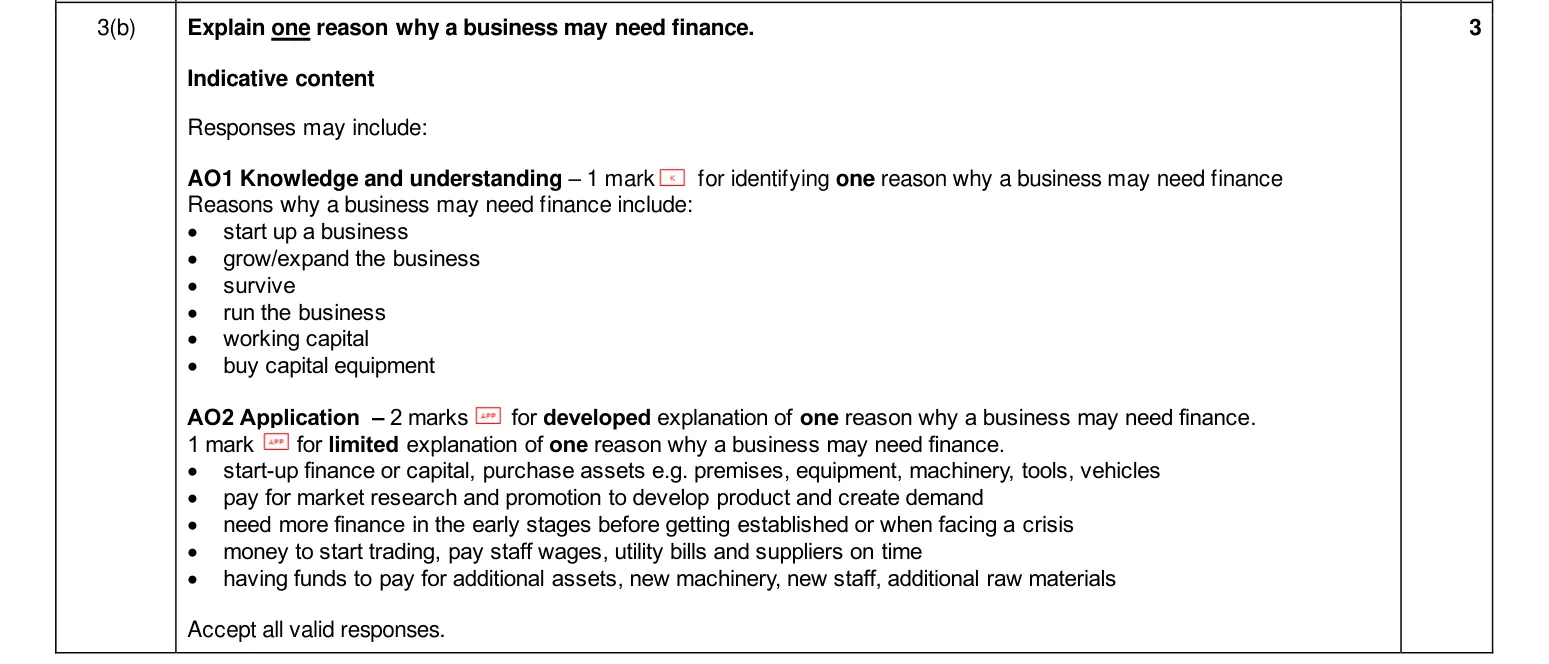 3(b)
Explain one reason why a business may need finance.
3
Indicative content
Responses may include:
AO1 Knowledge and understanding – 1 mark K for identifying one reason why a business may need finance
Reasons why a business may need finance include:
• start up a business
• grow/expand the business
• survive
• run the business
• working capital
• buy capital equipment
AO2 Application – 2 marks APP for developed explanation of one reason why a business may need finance.
1 mark APP for limited explanation of one reason why a business may need finance.
• start-up finance or capital, purchase assets e.g. premises, equipment, machinery, tools, vehicles
• pay for market research and promotion to develop product and create demand
• need more finance in the early stages before getting established or when facing a crisis
• money to start trading, pay staff wages, utility bills and suppliers on time
• having funds to pay for additional assets, new machinery, new staff, additional raw materials
Accept all valid responses.